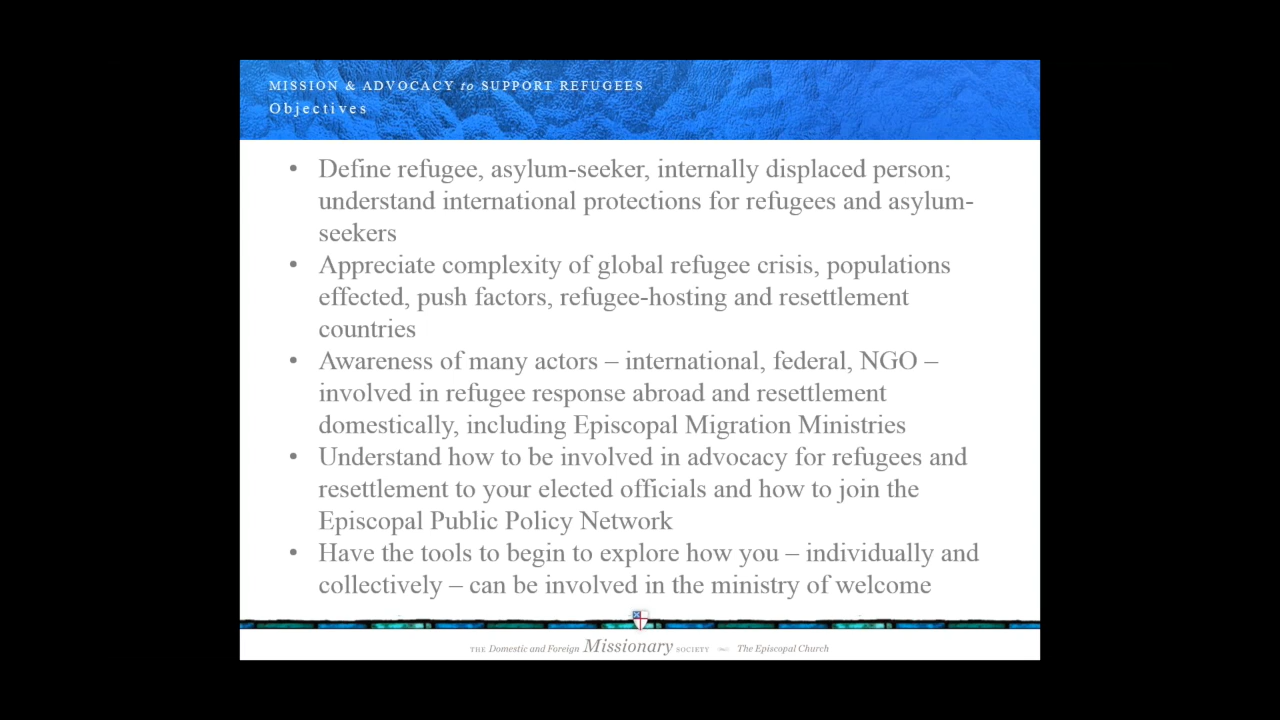 MISSION & ADVOCACY to SUPPORT REFUGEES
Objectives
• Define refugee, asylum-seeker, internally displaced person;
understand international protections for refugees and asylum-
seekers
• Appreciate complexity of global refugee crisis, populations
effected, push factors, refugee-hosting and resettlement
countries
• Awareness of many actors – international, federal, NGO –
involved in refugee response abroad and resettlement
domestically, including Episcopal Migration Ministries
• Understand how to be involved in advocacy for refugees and
resettlement to your elected officials and how to join the
Episcopal Public Policy Network
• Have the tools to begin to explore how you – individually and
collectively – can be involved in the ministry of welcome
THE Domestic and Foreign Missionary SOCIETY The Episcopal Church